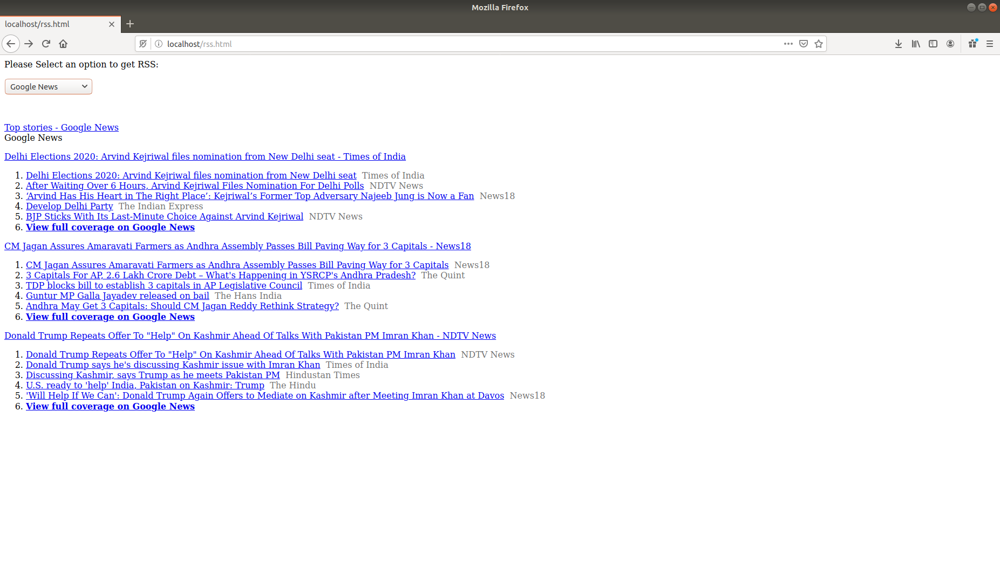 Mozilla Firefox
localhost/rss.html
localhost/rss.html
Please Select an option to get RSS:
Google News
Top stories - Google News
Google News
Delhi Elections 2020: Arvind Kejriwal files nomination from New Delhi seat - Times of India
1. Delhi Elections 2020: Arvind Kejriwal files nomination from New Delhi seat Times of India
2. After Waiting Over 6 Hours, Arvind Kejriwal Files Nomination For Delhi Polls NDTV News
3. ‘Arvind Has His Heart in The Right Place’: Kejriwal’s Former Top Adversary Najeeb Jung is Now a Fan News18
4. Develop Delhi Party The Indian Express
5. BJP Sticks With Its Last-Minute Choice Against Arvind Kejriwal NDTV News
6. View full coverage on Google News
CM Jagan Assures Amaravati Farmers as Andhra Assembly Passes Bill Paving Way for 3 Capitals - News18
1. CM Jagan Assures Amaravati Farmers as Andhra Assembly Passes Bill Paving Way for 3 Capitals News18
2. 3 Capitals For AP, 2.6 Lakh Crore Debt – What's Happening in YSRCP's Andhra Pradesh? The Quint
3. TDP blocks bill to establish 3 capitals in AP Legislative Council Times of India
4. Guntur MP Galla Jayadev released on bail The Hans India
5. Andhra May Get 3 Capitals: Should CM Jagan Reddy Rethink Strategy? The Quint
6. View full coverage on Google News
Donald Trump Repeats Offer To "Help" On Kashmir Ahead Of Talks With Pakistan PM Imran Khan - NDTV News
1. Donald Trump Repeats Offer To "Help" On Kashmir Ahead Of Talks With Pakistan PM Imran Khan NDTV News
2. Donald Trump says he's discussing Kashmir issue with Imran Khan Times of India
3. Discussing Kashmir, says Trump as he meets Pakistan PM Hindustan Times
4. U.S. ready to 'help' India, Pakistan on Kashmir: Trump The Hindu
5. 'Will Help If We Can': Donald Trump Again Offers to Mediate on Kashmir after Meeting Imran Khan at Davos News18
6. View full coverage on Google News